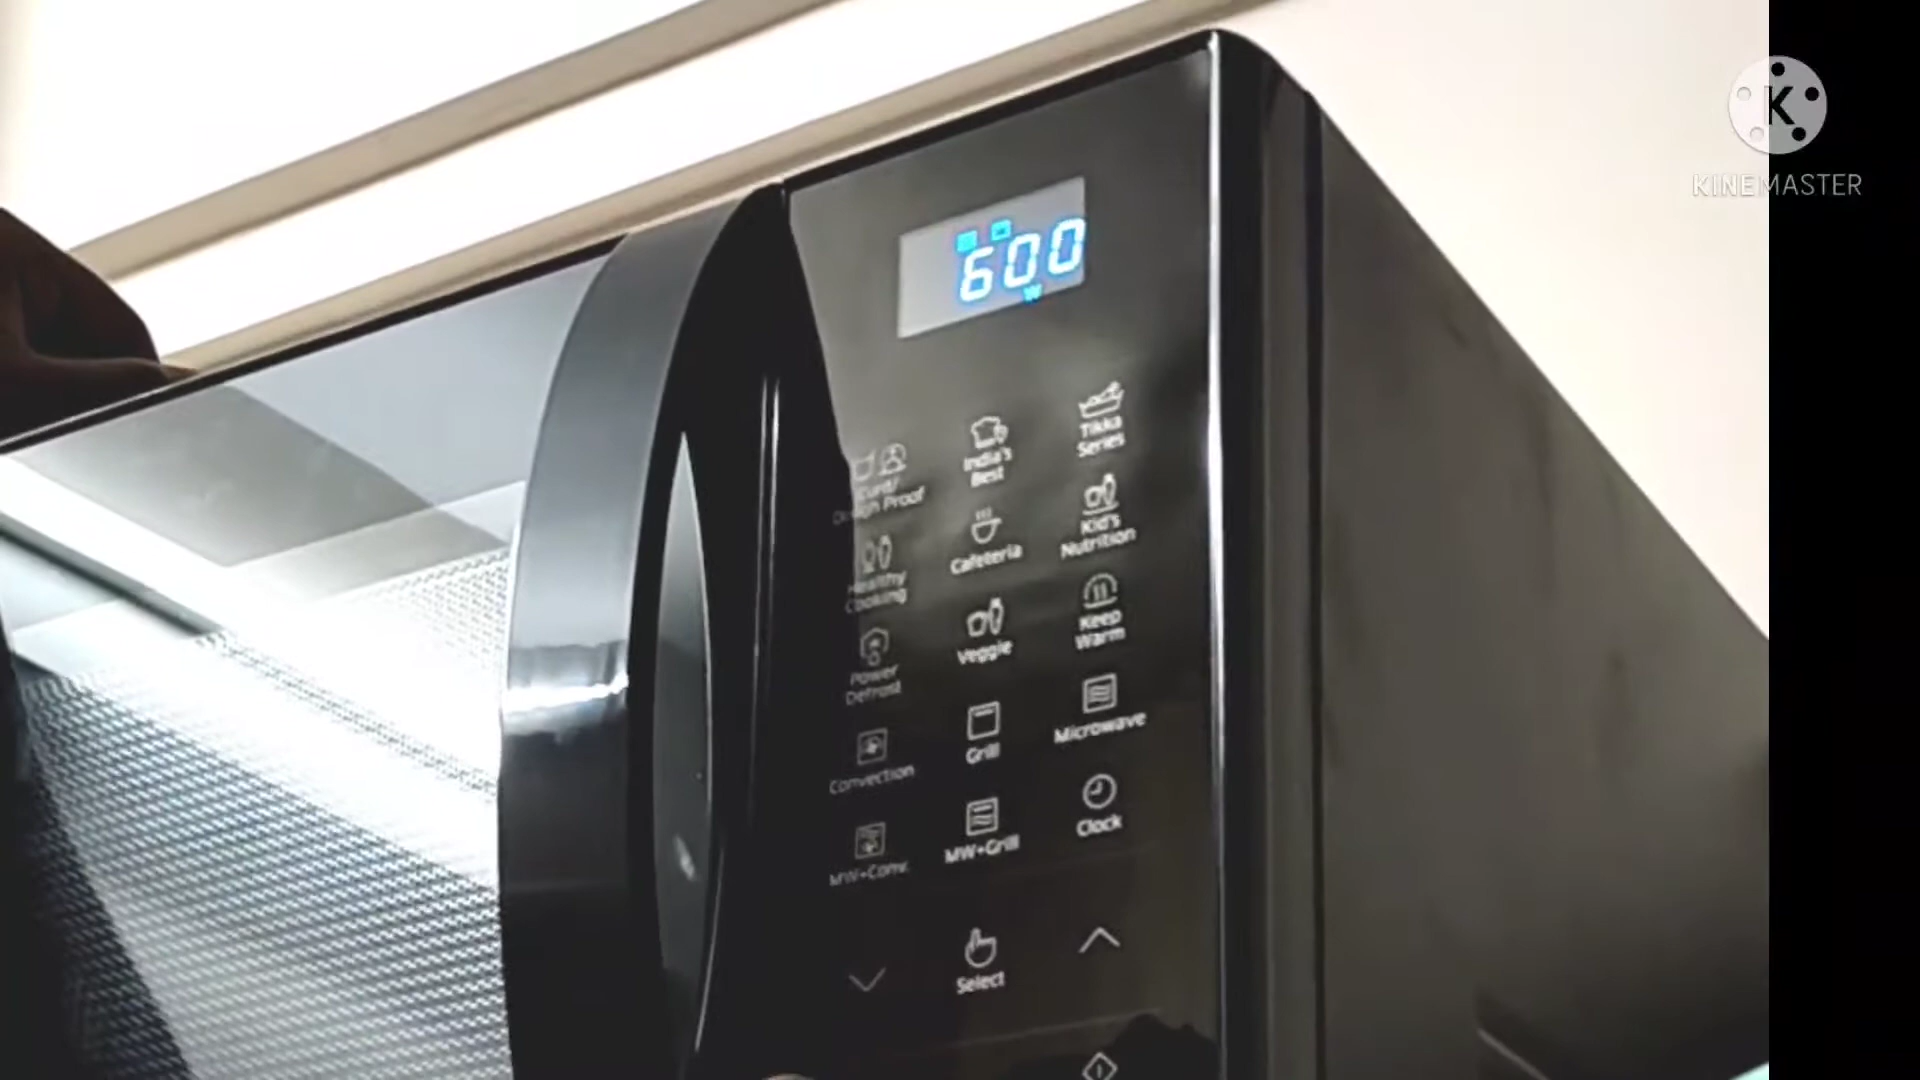 KINEMASTER
600
W
Curd/
Dough Proof
India's
Best
Tikka
Series
Healthy
Cooking
Cafeteria
Kid's
Nutrition
Power
Defrost
Veggie
Keep
Warm
Convection
Grill
Microwave
MW+Conv.
MW+Grill
Clock
Select